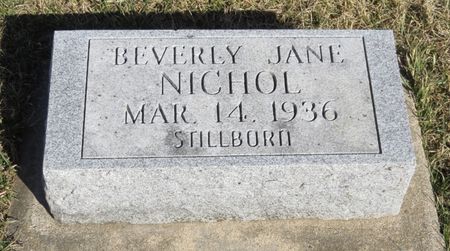 BEVERLY JANE
NICHOL
MAR. 14. 1936
STILLBORN